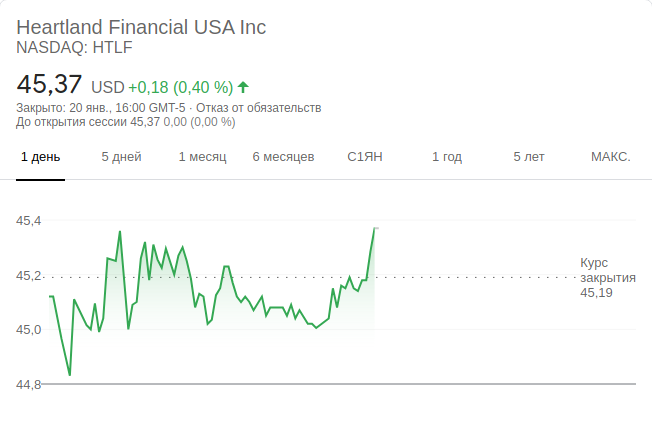 Heartland Financial USA Inc
NASDAQ: HTLF
45,37 USD +0,18 (0,40 %)
Закрыто: 20 янв., 16:00 GMT-5 · Отказ от обязательств
До открытия сессии 45,37 0,00 (0,00 %)
1 день 5 дней 1 месяц 6 месяцев С1ЯН 1 год 5 лет МАКС.
45,4
45,2
45,0
44,8
Курс
закрытия
45,19